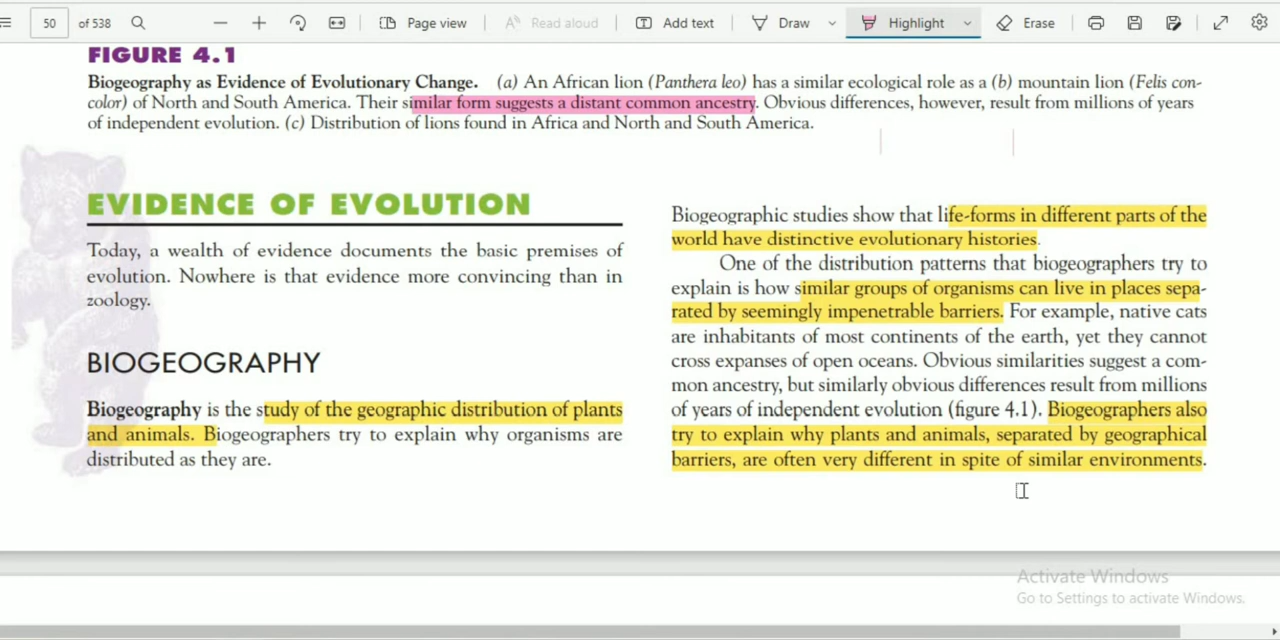 50 of 538 Page view Read aloud Add text Draw Highlight Erase
FIGURE 4.1
Biogeography as Evidence of Evolutionary Change. (a) An African lion (Panthera leo) has a similar ecological role as a (b) mountain lion (Felis con-
color) of North and South America. Their similar form suggests a distant common ancestry. Obvious differences, however, result from millions of years
of independent evolution. (c) Distribution of lions found in Africa and North and South America.
EVIDENCE OF EVOLUTION
Today, a wealth of evidence documents the basic premises of
evolution. Nowhere is that evidence more convincing than in
zoology.
BIOGEOGRAPHY
Biogeography is the study of the geographic distribution of plants
and animals. Biogeographers try to explain why organisms are
distributed as they are.
Biogeographic studies show that life-forms in different parts of the
world have distinctive evolutionary histories.
One of the distribution patterns that biogeographers try to
explain is how similar groups of organisms can live in places sepa-
rated by seemingly impenetrable barriers. For example, native cats
are inhabitants of most continents of the earth, yet they cannot
cross expanses of open oceans. Obvious similarities suggest a com-
mon ancestry, but similarly obvious differences result from millions
of years of independent evolution (figure 4.1). Biogeographers also
try to explain why plants and animals, separated by geographical
barriers, are often very different in spite of similar environments.
Activate Windows
Go to Settings to activate Windows.